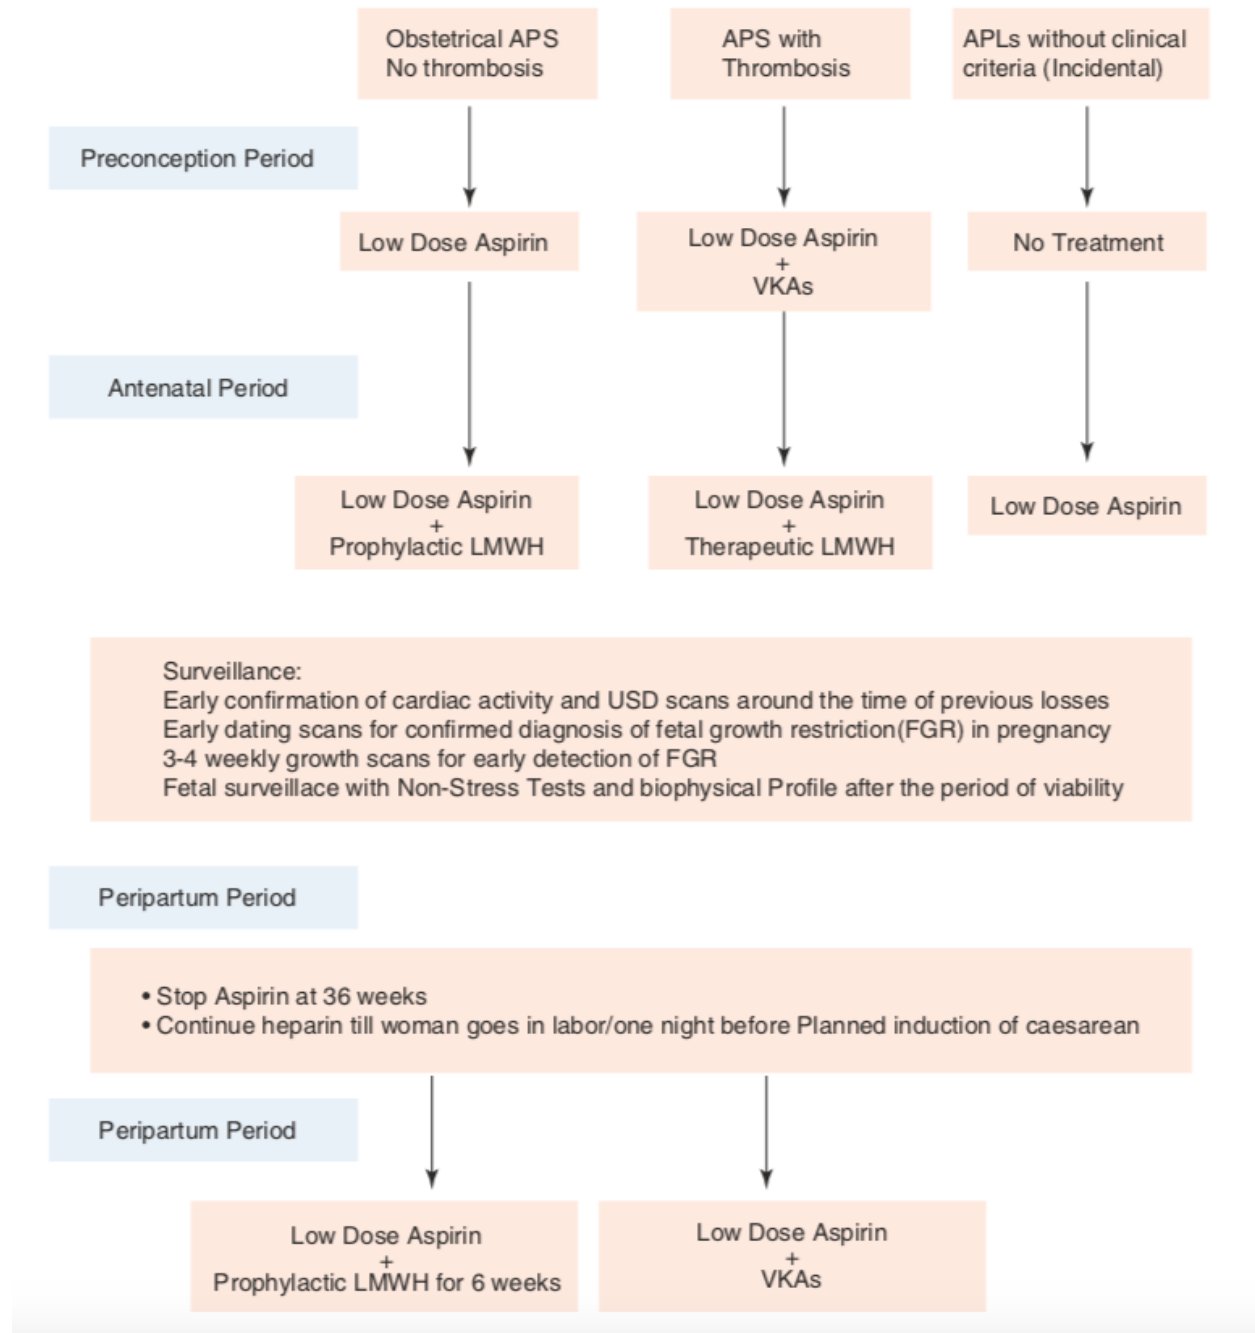 Obstetrical APS
No thrombosis
APS with
Thrombosis
APLs without clinical
criteria (Incidental)
Preconception Period
Low Dose Aspirin
Low Dose Aspirin
+
VKAs
No Treatment
Antenatal Period
Low Dose Aspirin
+
Prophylactic LMWH
Low Dose Aspirin
+
Therapeutic LMWH
Low Dose Aspirin
Surveillance:
Early confirmation of cardiac activity and USD scans around the time of previous losses
Early dating scans for confirmed diagnosis of fetal growth restriction(FGR) in pregnancy
3-4 weekly growth scans for early detection of FGR
Fetal surveillace with Non-Stress Tests and biophysical Profile after the period of viability
Peripartum Period
• Stop Aspirin at 36 weeks
• Continue heparin till woman goes in labor/one night before Planned induction of caesarean
Peripartum Period
Low Dose Aspirin
+
Prophylactic LMWH for 6 weeks
Low Dose Aspirin
+
VKAs